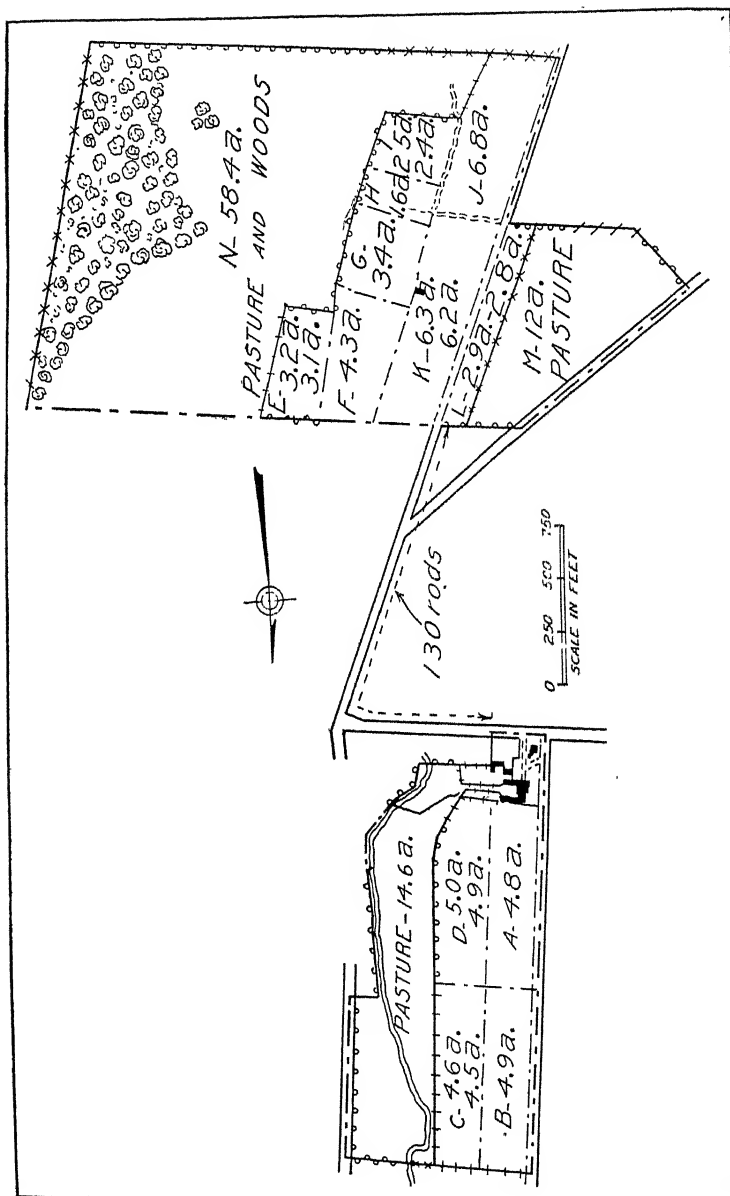 N-58.4a.
PASTURE AND WOODS
E-3.2a.
3.1a.
F-4.3a.
G-
3.4a.
H
1.6a.
I
2.5a.
2.4a.
J-6.8a.
K-6.3a.
6.2a.
L-2.9a.-2.8a.
M-12a.
PASTURE
130 rods
0 250 500 750
SCALE IN FEET
PASTURE-14.6a.
D-5.0a.
4.9a.
A-4.8a.
C-4.6a.
4.5a.
B-4.9a.